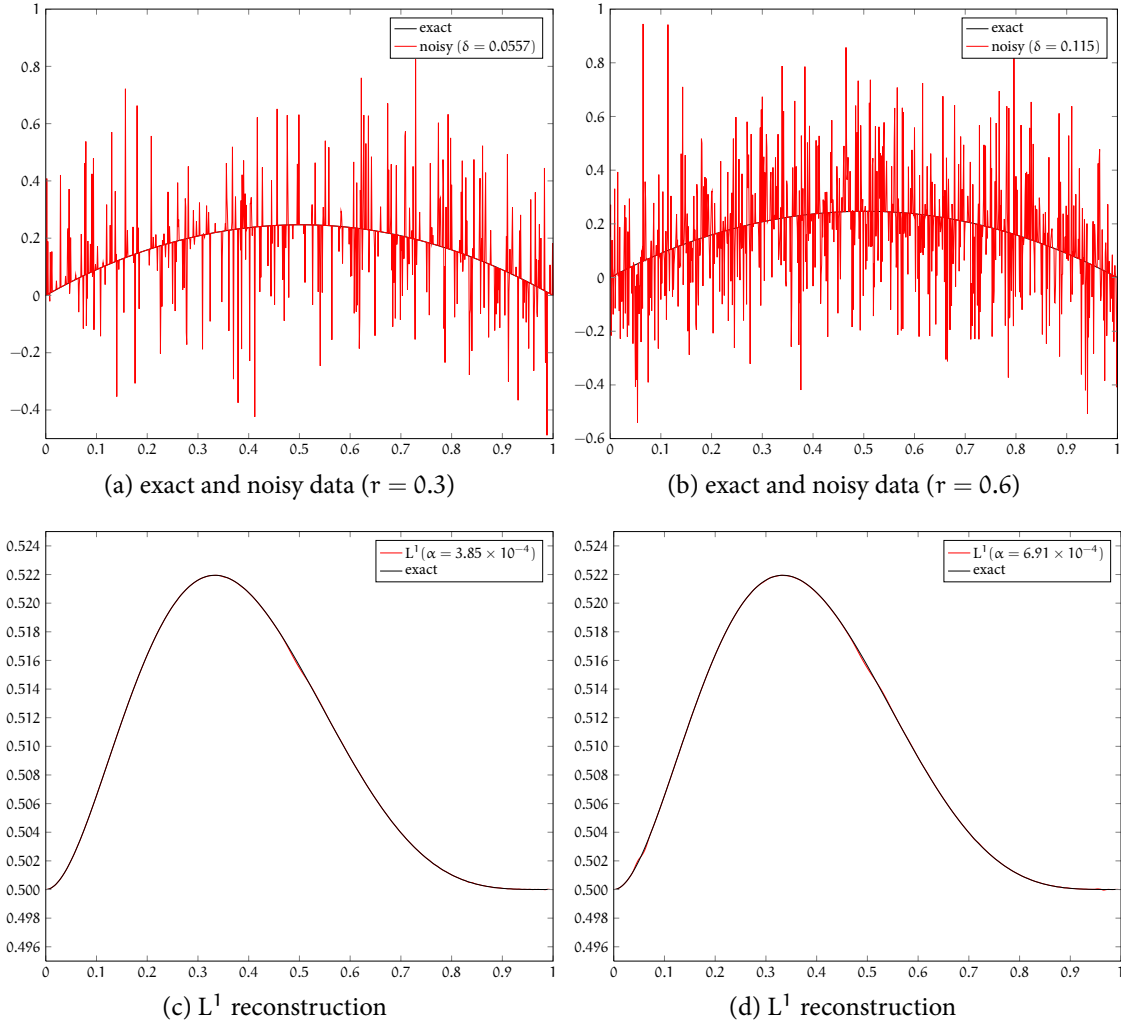 1
0.8
0.6
0.4
0.2
0
−0.2
−0.4
0 0.1 0.2 0.3 0.4 0.5 0.6 0.7 0.8 0.9 1
exact
noisy (δ = 0.0557)
(a) exact and noisy data (r = 0.3)
1
0.8
0.6
0.4
0.2
0
−0.2
−0.4
−0.6
0 0.1 0.2 0.3 0.4 0.5 0.6 0.7 0.8 0.9 1
exact
noisy (δ = 0.115)
(b) exact and noisy data (r = 0.6)
0.524
0.522
0.520
0.518
0.516
0.514
0.512
0.510
0.508
0.506
0.504
0.502
0.500
0.498
0.496
0 0.1 0.2 0.3 0.4 0.5 0.6 0.7 0.8 0.9 1
L¹(α = 3.85 × 10⁻⁴)
exact
(c) L¹ reconstruction
0.524
0.522
0.520
0.518
0.516
0.514
0.512
0.510
0.508
0.506
0.504
0.502
0.500
0.498
0.496
0 0.1 0.2 0.3 0.4 0.5 0.6 0.7 0.8 0.9 1
L¹(α = 6.91 × 10⁻⁴)
exact
(d) L¹ reconstruction